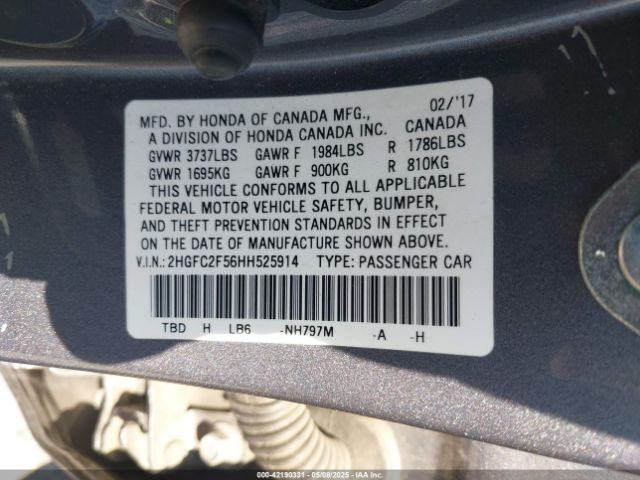 MFD. BY HONDA OF CANADA MFG., 02/'17
A DIVISION OF HONDA CANADA INC. CANADA
GVWR 3737LBS GAWR F 1984LBS R 1786LBS
GVWR 1695KG GAWR F 900KG R 810KG
THIS VEHICLE CONFORMS TO ALL APPLICABLE
FEDERAL MOTOR VEHICLE SAFETY, BUMPER,
AND THEFT PREVENTION STANDARDS IN EFFECT
ON THE DATE OF MANUFACTURE SHOWN ABOVE.
V.I.N.: 2HGFC2F56HH525914 TYPE: PASSENGER CAR
TBD H LB6 -NH797M -A -H
000-42190331 - 05/08/2025 - IAA Inc.